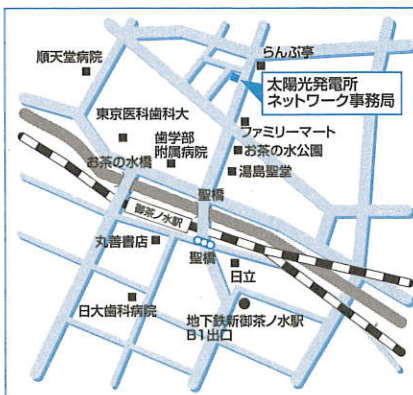 らんぷ亭
順天堂病院
太陽光発電所
ネットワーク事務局
東京医科歯科大
ファミリーマート
歯学部
附属病院
お茶の水公園
お茶の水橋
湯島聖堂
聖橋
御茶ノ水駅
丸善書店
聖橋
日立
日大歯科病院
地下鉄新御茶ノ水駅
B1出口